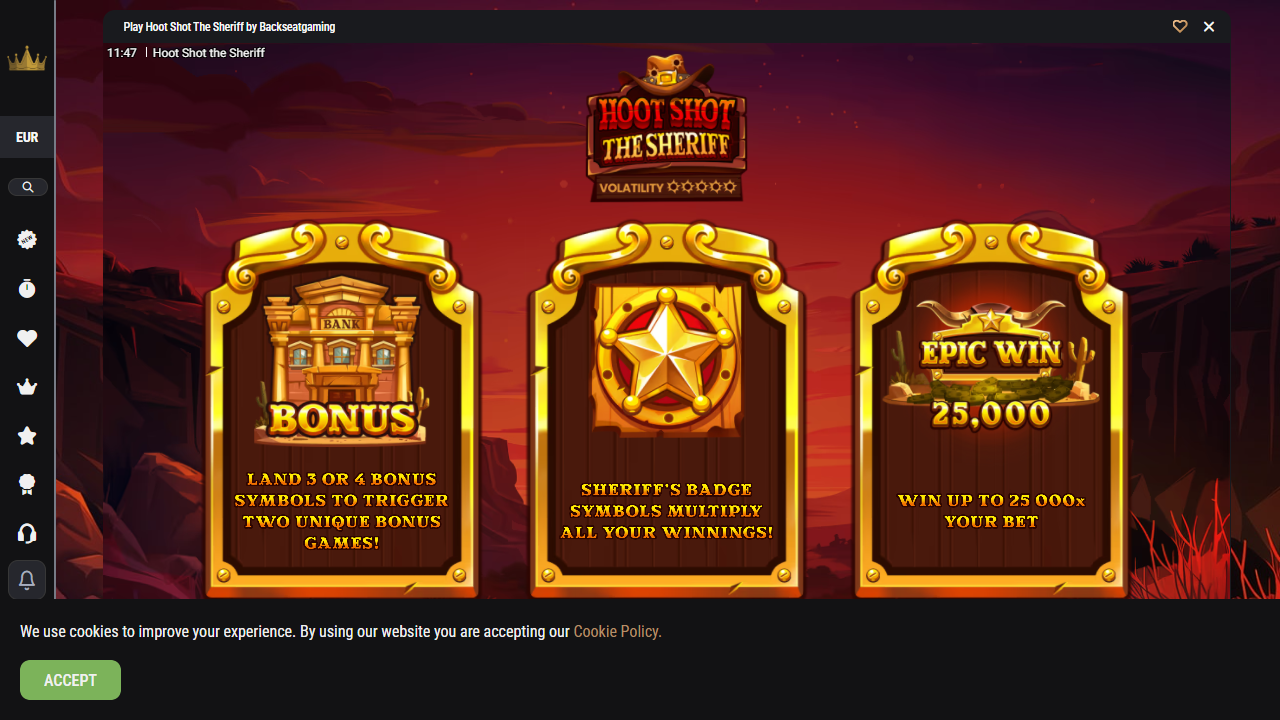 Play Hoot Shot The Sheriff by Backseatgaming
11:47 | Hoot Shot the Sheriff
HOOT SHOT
THE SHERIFF
VOLATILITY
EUR
NEW
BANK
BONUS
LAND 3 OR 4 BONUS
SYMBOLS TO TRIGGER
TWO UNIQUE BONUS
GAMES!
SHERIFF'S BADGE
SYMBOLS MULTIPLY
ALL YOUR WINNINGS!
EPIC WIN
25,000
WIN UP TO 25 000x
YOUR BET
We use cookies to improve your experience. By using our website you are accepting our Cookie Policy.
ACCEPT